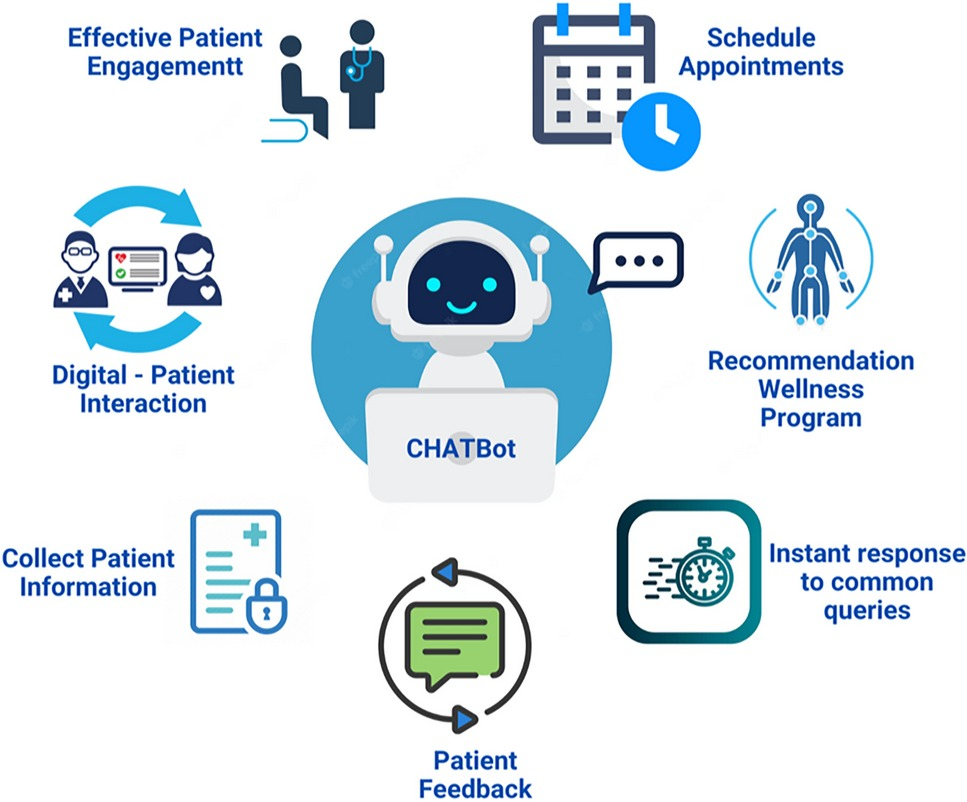 Effective Patient
Engagementt
Schedule
Appointments
Digital - Patient
Interaction
CHATBot
Recommendation
Wellness
Program
Collect Patient
Information
Instant response
to common
queries
Patient
Feedback